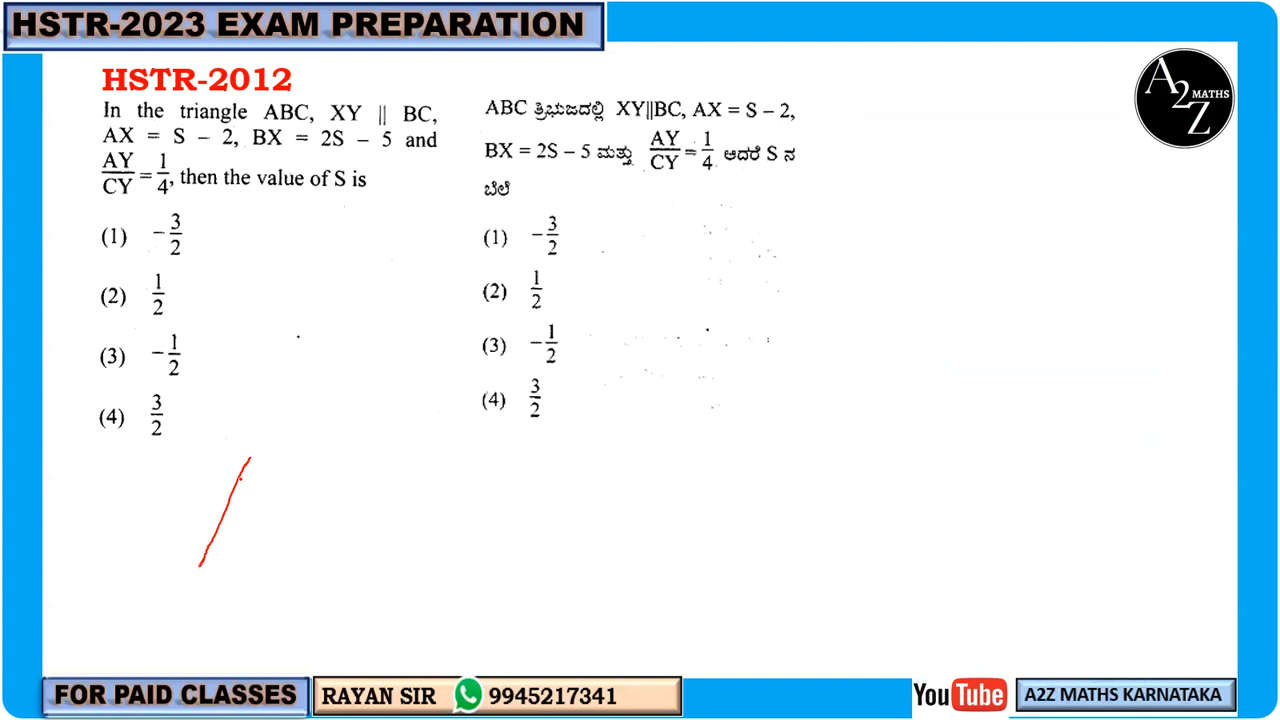 HSTR-2023 EXAM PREPARATION
A2Z MATHS
HSTR-2012
In the triangle ABC, XY || BC,
AX = S – 2, BX = 2S – 5 and
AY/CY = 1/4, then the value of S is
(1) –3/2
(2) 1/2
(3) –1/2
(4) 3/2
ABC ತ್ರಿಭುಜದಲ್ಲಿ XY||BC, AX = S – 2,
BX = 2S – 5 ಮತ್ತು AY/CY = 1/4 ಆದರೆ S ನ
ಬೆಲೆ
(1) –3/2
(2) 1/2
(3) –1/2
(4) 3/2
FOR PAID CLASSES
RAYAN SIR 9945217341
YouTube
A2Z MATHS KARNATAKA